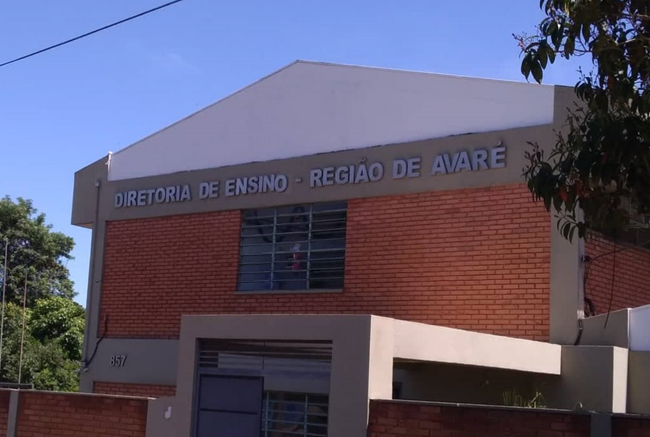 DIRETORIA DE ENSINO - REGIÃO DE AVARÉ
857